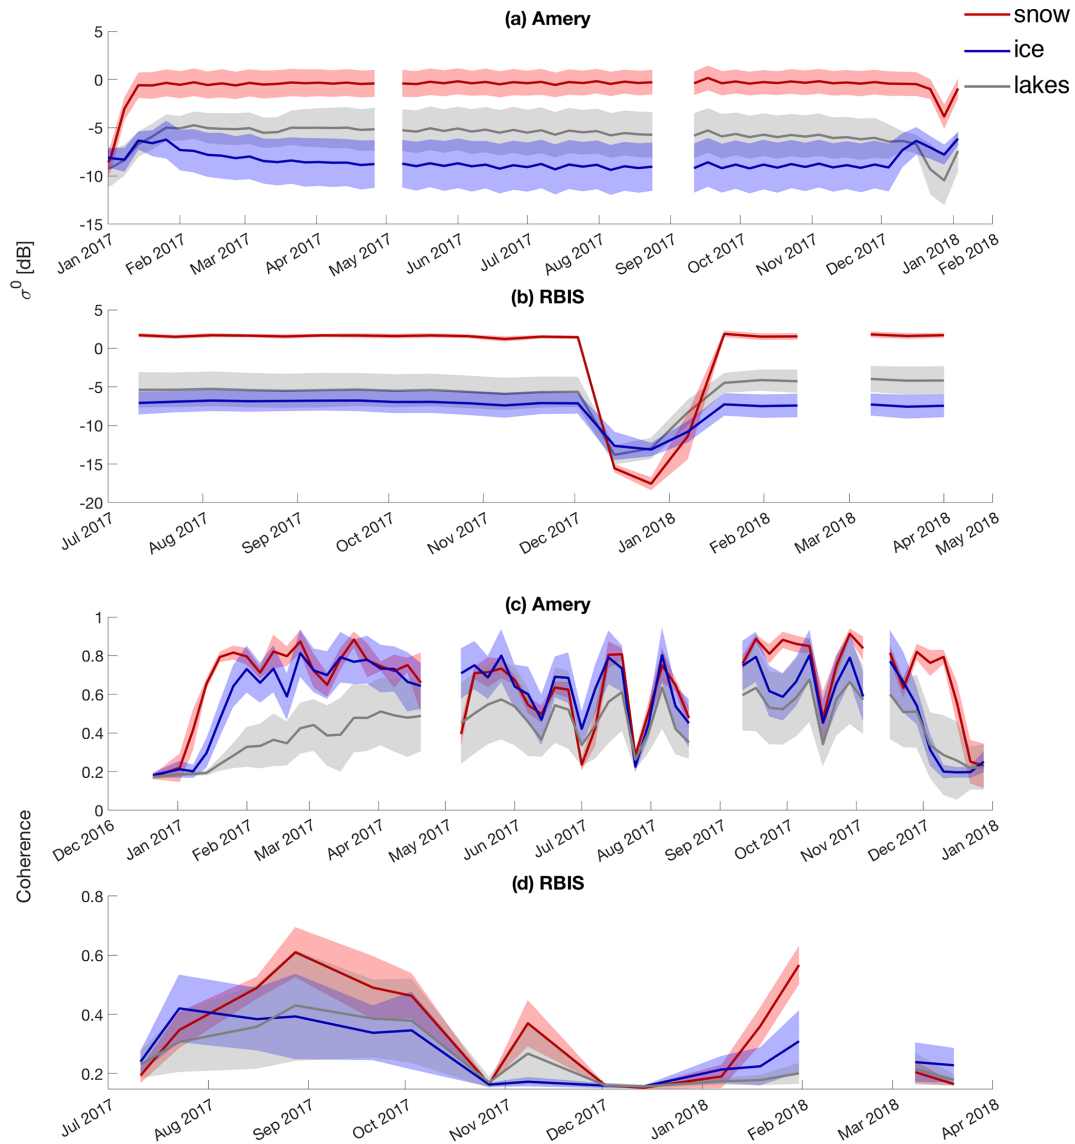 (a) Amery
snow
ice
lakes
5
0
-5
-10
-15
Jan 2017
Feb 2017
Mar 2017
Apr 2017
May 2017
Jun 2017
Jul 2017
Aug 2017
Sep 2017
Oct 2017
Nov 2017
Dec 2017
Jan 2018
Feb 2018
σ⁰ [dB]
(b) RBIS
5
0
-5
-10
-15
-20
Jul 2017
Aug 2017
Sep 2017
Oct 2017
Nov 2017
Dec 2017
Jan 2018
Feb 2018
Mar 2018
Apr 2018
May 2018
(c) Amery
1
0.8
0.6
0.4
0.2
0
Dec 2016
Jan 2017
Feb 2017
Mar 2017
Apr 2017
May 2017
Jun 2017
Jul 2017
Aug 2017
Sep 2017
Oct 2017
Nov 2017
Dec 2017
Jan 2018
Coherence
(d) RBIS
0.8
0.6
0.4
0.2
Jul 2017
Aug 2017
Sep 2017
Oct 2017
Nov 2017
Dec 2017
Jan 2018
Feb 2018
Mar 2018
Apr 2018